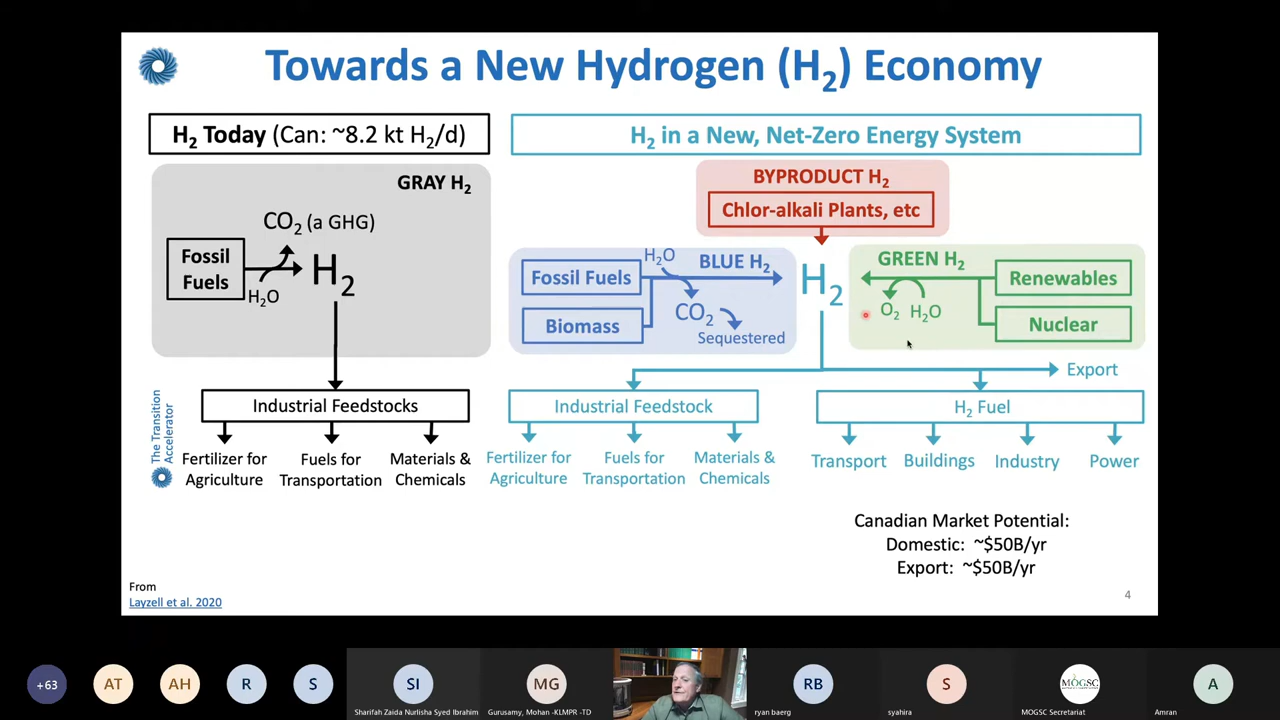 Towards a New Hydrogen (H₂) Economy
H₂ Today (Can: ~8.2 kt H₂/d)
GRAY H₂
CO₂ (a GHG)
Fossil
Fuels
H₂O
H₂
Industrial Feedstocks
Fertilizer for
Agriculture
Fuels for
Transportation
Materials &
Chemicals
The Transition
Accelerator
H₂ in a New, Net-Zero Energy System
BYPRODUCT H₂
Chlor-alkali Plants, etc
BLUE H₂
Fossil Fuels
H₂O
Biomass
CO₂
Sequestered
H₂
GREEN H₂
Renewables
O₂ H₂O
Nuclear
Export
Industrial Feedstock
Fertilizer for
Agriculture
Fuels for
Transportation
Materials &
Chemicals
H₂ Fuel
Transport
Buildings
Industry
Power
Canadian Market Potential:
Domestic: ~$50B/yr
Export: ~$50B/yr
From
Layzell et al. 2020
4
+63
AT
AH
R
S
SI
Sharifah Zaida Nurlisha Syed Ibrahim
MG
Gurusamy, Mohan -KLMPR -TD
RB
ryan baerg
S
syahira
MOGSC
MOGSC Secretariat
A
Amran